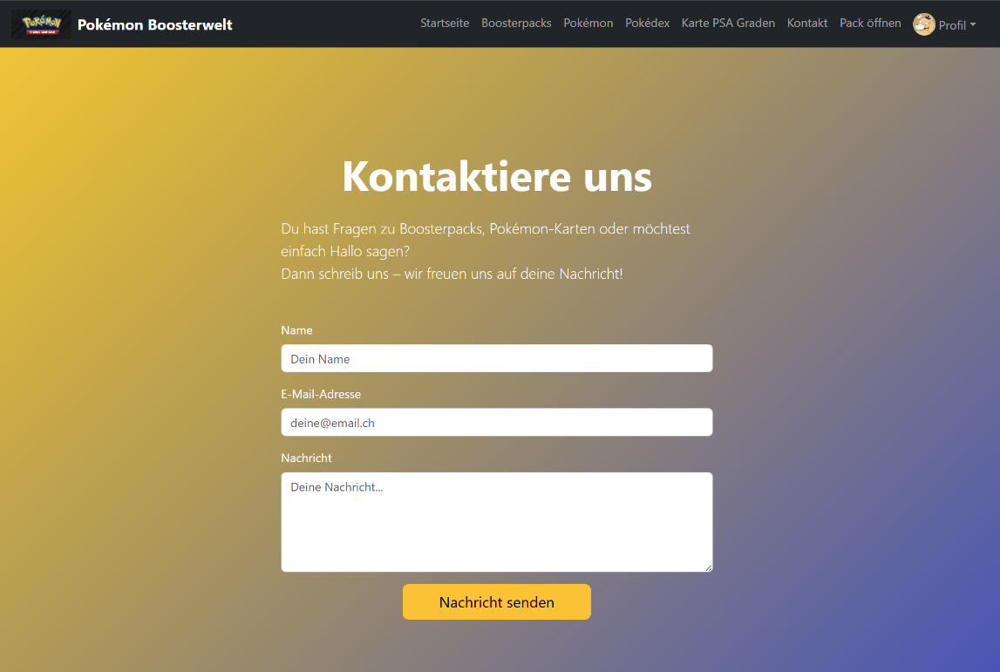 Pokémon
Pokémon Boosterwelt
Startseite Boosterpacks Pokémon Pokédex Karte PSA Graden Kontakt Pack öffnen Profil
Kontaktiere uns
Du hast Fragen zu Boosterpacks, Pokémon-Karten oder möchtest
einfach Hallo sagen?
Dann schreib uns – wir freuen uns auf deine Nachricht!
Name
Dein Name
E-Mail-Adresse
deine@email.ch
Nachricht
Deine Nachricht...
Nachricht senden